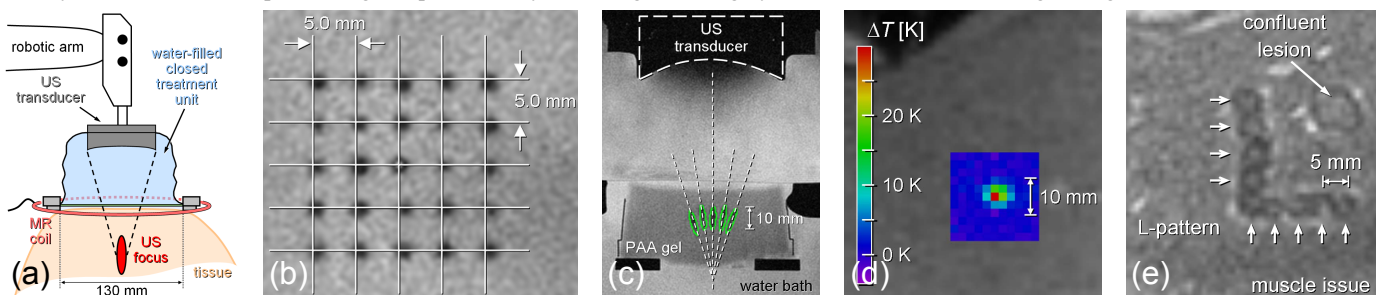 robotic arm
US
transducer
water-filled
closed
treatment
unit
MR
coil
US
focus
tissue
130 mm
(a)
5.0 mm
5.0 mm
(b)
US
transducer
10 mm
PAA gel
water bath
(c)
ΔT [K]
20 K
10 K
0 K
10 mm
(d)
confluent
lesion
5 mm
L-pattern
muscle issue
(e)